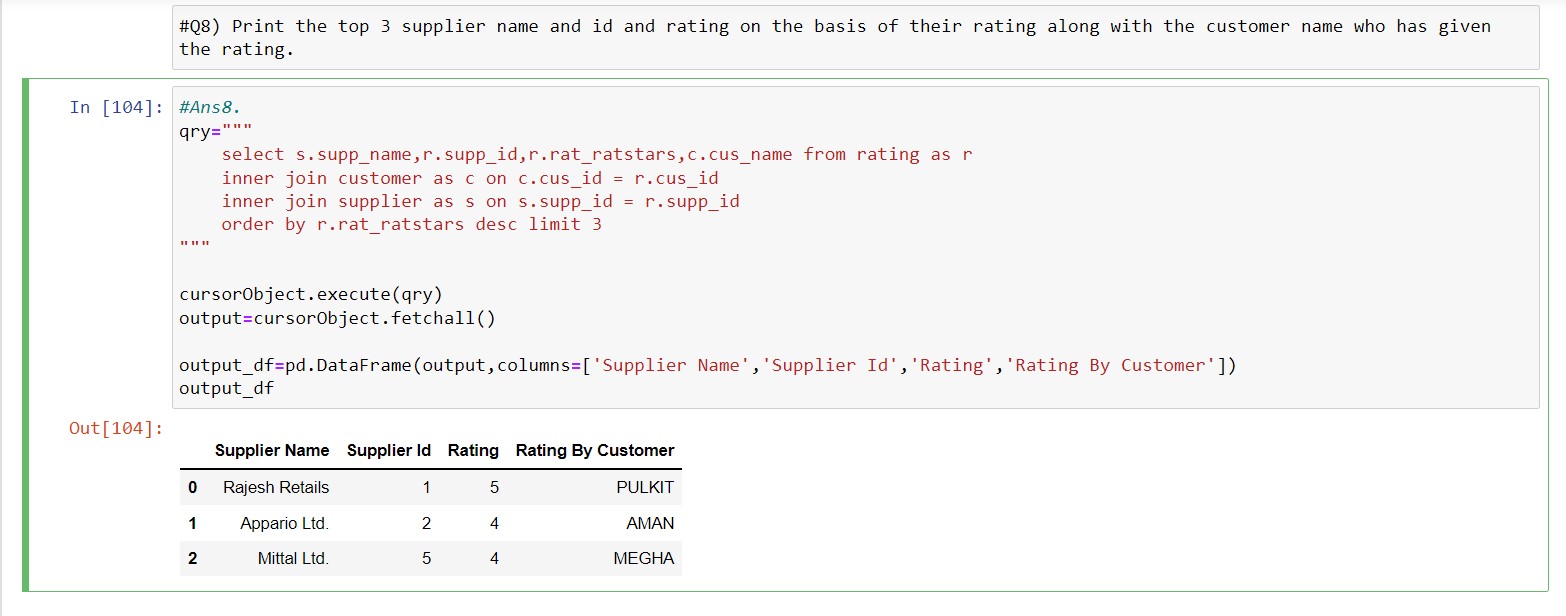 #Q8) Print the top 3 supplier name and id and rating on the basis of their rating along with the customer name who has given
the rating.
In [104]: #Ans8.
qry="""
    select s.supp_name,r.supp_id,r.rat_ratstars,c.cus_name from rating as r
    inner join customer as c on c.cus_id = r.cus_id
    inner join supplier as s on s.supp_id = r.supp_id
    order by r.rat_ratstars desc limit 3
"""
cursorObject.execute(qry)
output=cursorObject.fetchall()
output_df=pd.DataFrame(output,columns=['Supplier Name','Supplier Id','Rating','Rating By Customer'])
output_df
Out[104]:
Supplier Name Supplier Id Rating Rating By Customer
0 Rajesh Retails 1 5 PULKIT
1 Appario Ltd. 2 4 AMAN
2 Mittal Ltd. 5 4 MEGHA